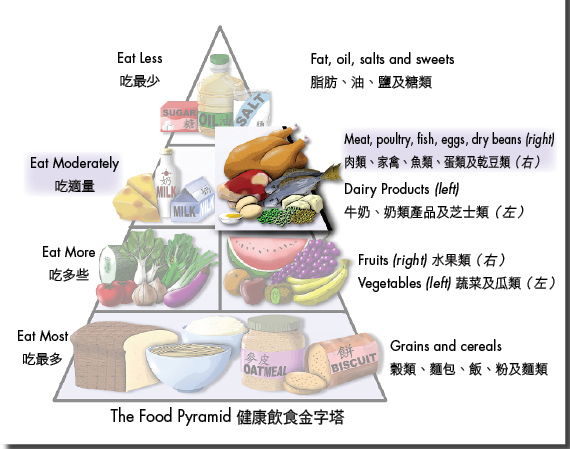 Eat Less
吃最少
Fat, oil, salts and sweets
脂肪、油、鹽及糖類
SUGAR
糖
OIL 油
SALT
鹽
Eat Moderately
吃適量
Meat, poultry, fish, eggs, dry beans (right)
肉類、家禽、魚類、蛋類及乾豆類（右）
Dairy Products (left)
牛奶、奶類產品及芝士類（左）
奶
MILK
MILK
Eat More
吃多些
Fruits (right) 水果類（右）
Vegetables (left) 蔬菜及瓜類（左）
Eat Most
吃最多
Grains and cereals
穀類、麵包、飯、粉及麵類
麥皮
OATMEAL
餅
BISCUIT
The Food Pyramid 健康飲食金字塔